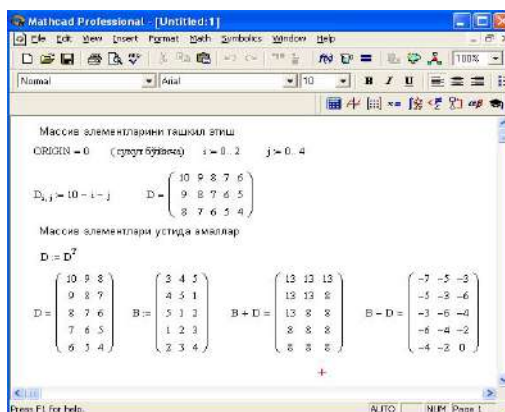 Mathcad Professional - [Untitled:1]
File Edit View Insert Format Math Symbolics Window Help
100%
Normal Arial 10 B I U
Массив элементларини ташкил этиш
ORIGIN = 0 (сукут бўйича) i := 0.. 2 j := 0.. 4
D i, j := 10 − i − j D = ( 10 9 8 7 6
9 8 7 6 5
8 7 6 5 4 )
Массив элементлари устида амаллар
D := D^T
D = ( 10 9 8 B := ( 3 4 5 B + D = ( 13 13 13 B − D = ( −7 −5 −3
9 8 7 4 5 1 13 13 8 −5 −3 −6
8 7 6 5 1 2 13 8 8 −3 −6 −4
7 6 5 1 2 3 8 8 8 −6 −4 −2
6 5 4 ) 2 3 4 ) 8 8 8 ) −4 −2 0 )
Press F1 for help. AUTO NUM Page 1